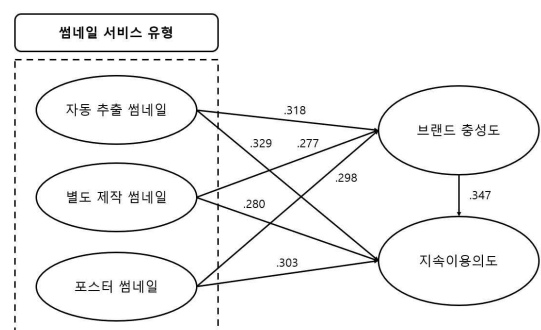 썸네일 서비스 유형
자동 추출 썸네일
별도 제작 썸네일
포스터 썸네일
.318
.329
.277
.298
.280
.303
브랜드 충성도
.347
지속이용의도